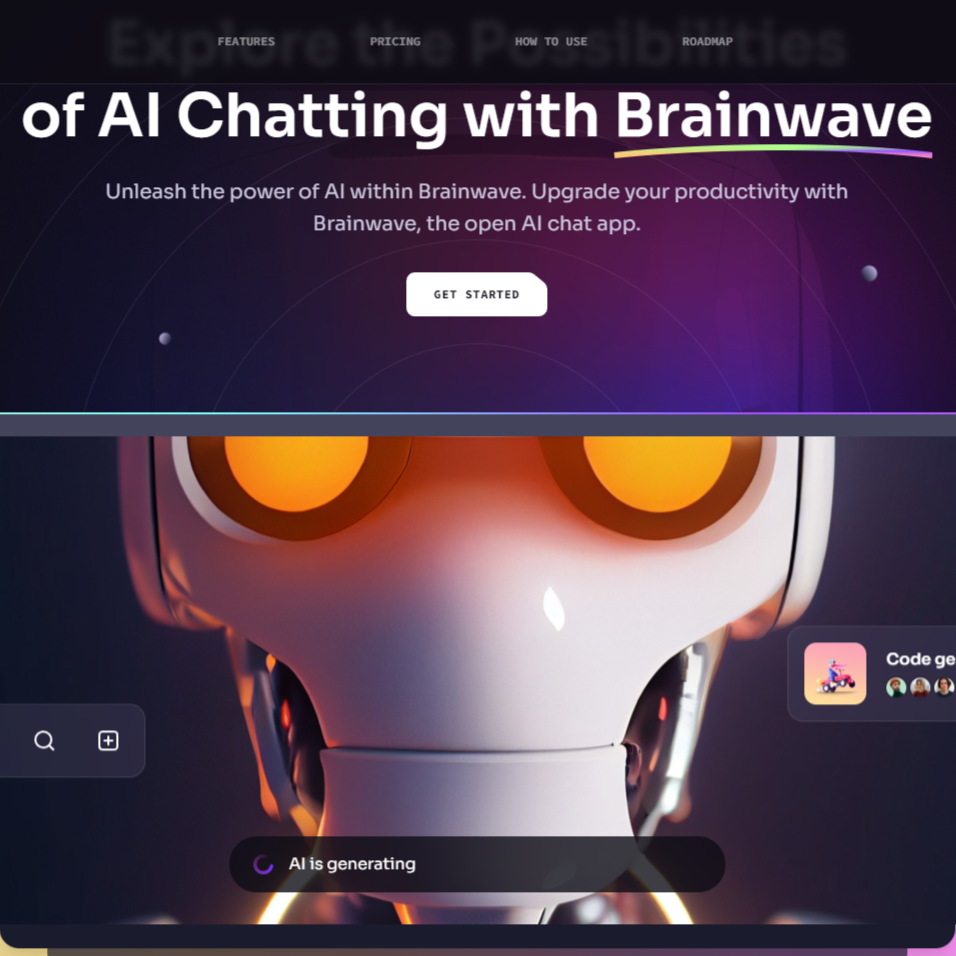 FEATURES PRICING HOW TO USE ROADMAP
Explore the Possibilities
of AI Chatting with Brainwave
Unleash the power of AI within Brainwave. Upgrade your productivity with
Brainwave, the open AI chat app.
GET STARTED
Code ge
AI is generating